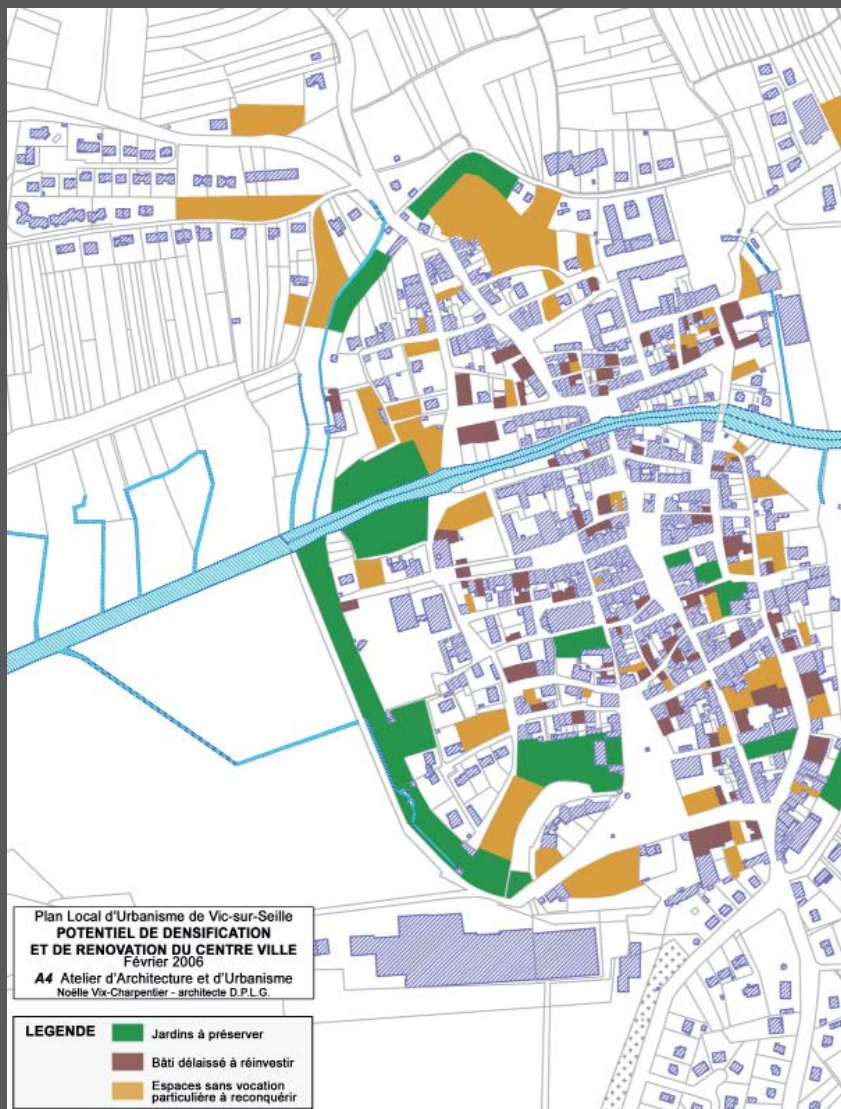 Plan Local d'Urbanisme de Vic-sur-Seille
POTENTIEL DE DENSIFICATION
ET DE RENOVATION DU CENTRE VILLE
Février 2006
A4 Atelier d'Architecture et d'Urbanisme
Noëlle Vix-Charpentier - architecte D.P.L.G.
LEGENDE
Jardins à préserver
Bâti délaissé à réinvestir
Espaces sans vocation
particulière à reconquérir